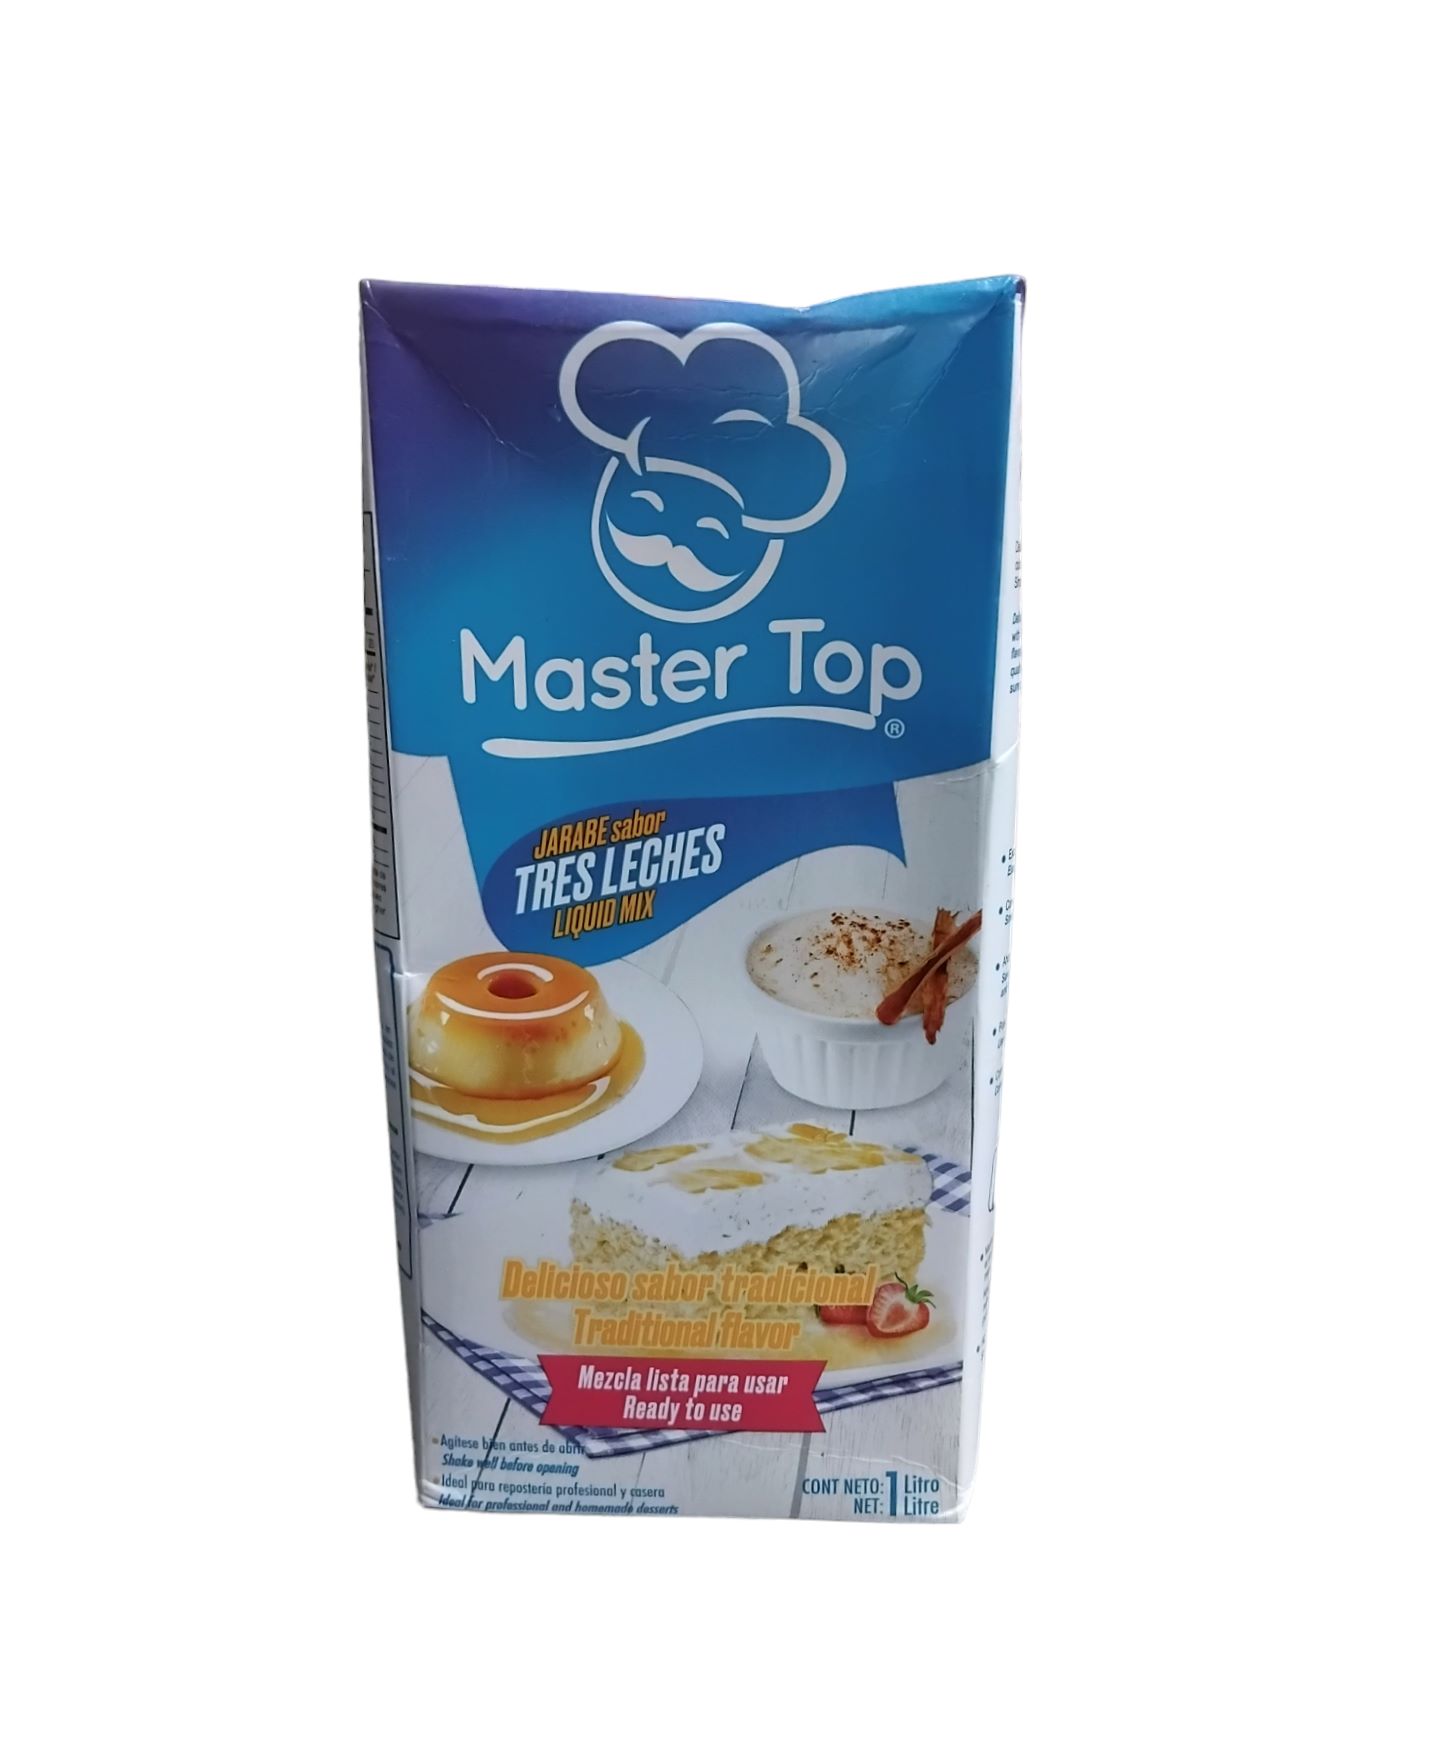 Master Top
®
JARABE sabor
TRES LECHES
LIQUID MIX
Delicioso sabor tradicional
Traditional flavor
Mezcla lista para usar
Ready to use
Agítese bien antes de abrir
Shake well before opening
Ideal para repostería profesional y casera
Ideal for professional and homemade desserts
CONT NETO: 1 Litro
NET: Litre